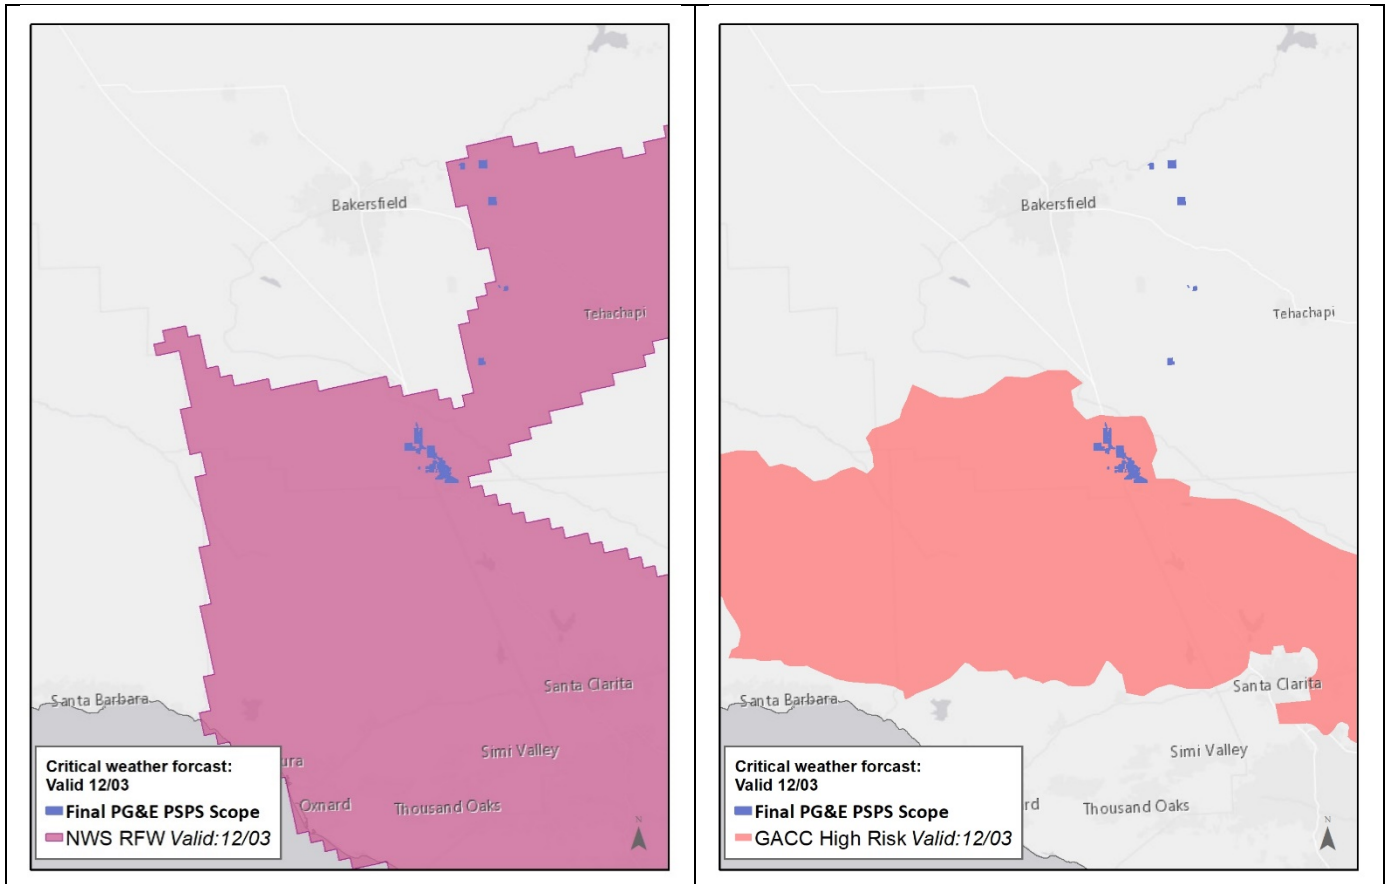 Bakersfield
Tehachapi
Santa Barbara
Santa Clarita
Simi Valley
ura
Oxnard
Thousand Oaks
Critical weather forcast:
Valid 12/03
Final PG&E PSPS Scope
NWS RFW Valid:12/03
N
Bakersfield
Tehachapi
Santa Barbara
Santa Clarita
Simi Valley
rd
Thousand Oaks
Critical weather forcast:
Valid 12/03
Final PG&E PSPS Scope
GACC High Risk Valid:12/03
N